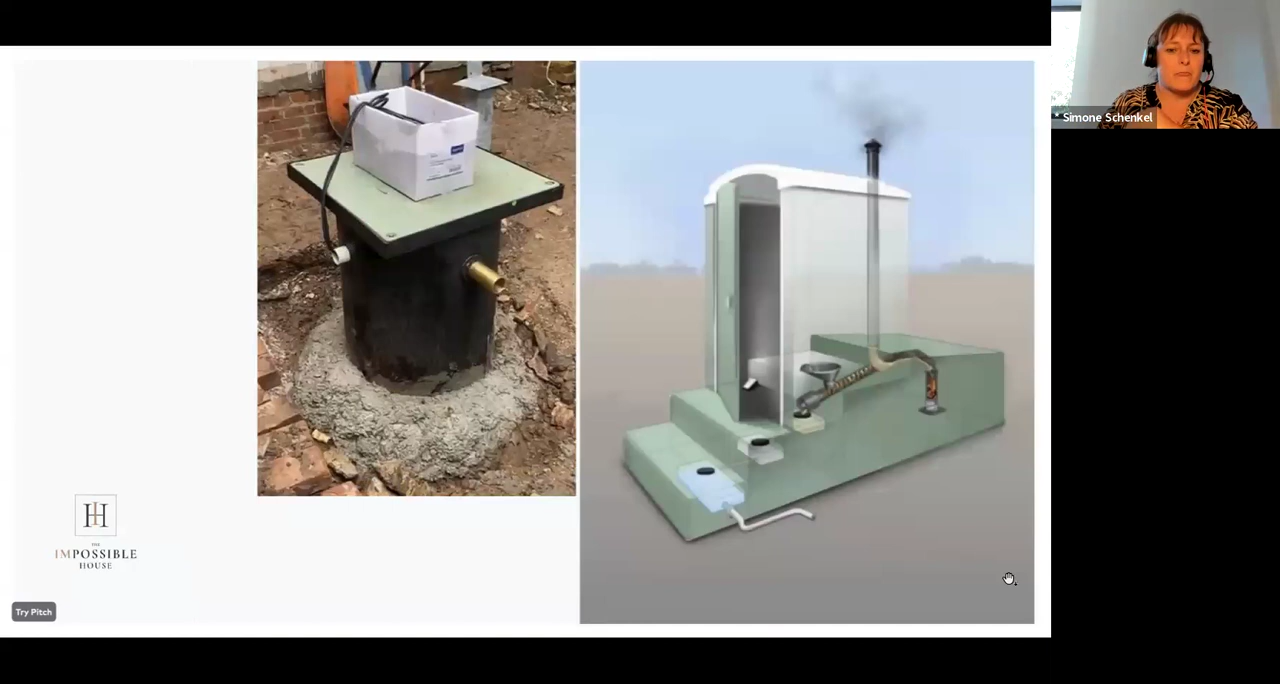 Simone Schenkel
THE
IMPOSSIBLE
HOUSE
Try Pitch